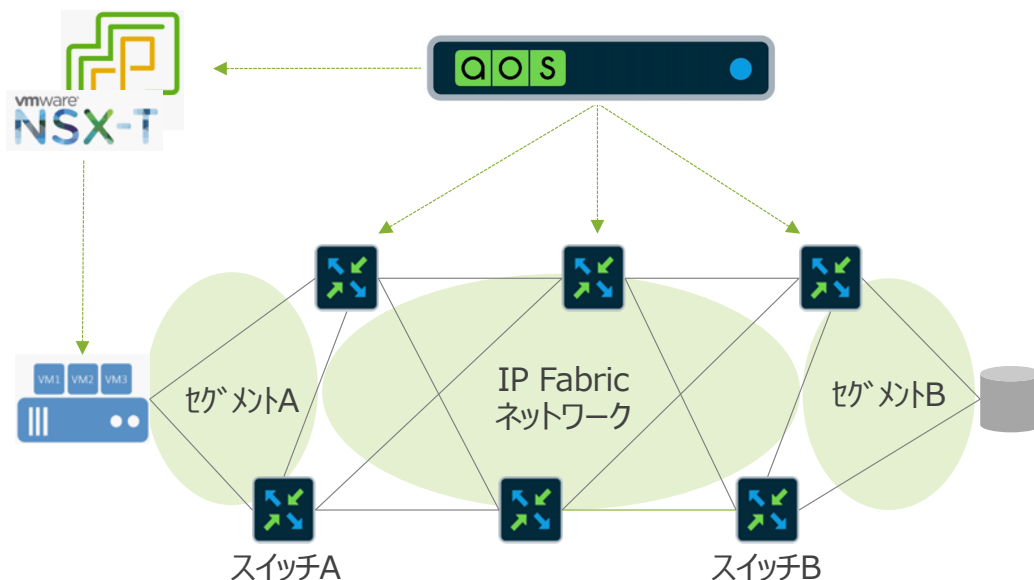 aos
vmware
NSX-T
VM1 VM2 VM3
セグメントA
IP Fabric
ネットワーク
セグメントB
スイッチA
スイッチB